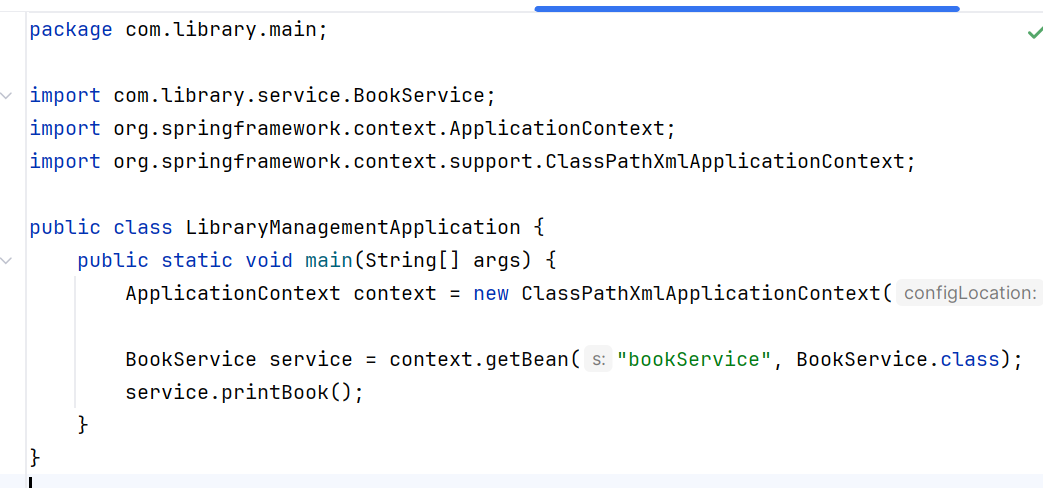 package com.library.main;
import com.library.service.BookService;
import org.springframework.context.ApplicationContext;
import org.springframework.context.support.ClassPathXmlApplicationContext;
public class LibraryManagementApplication {
public static void main(String[] args) {
ApplicationContext context = new ClassPathXmlApplicationContext( configLocation:
BookService service = context.getBean( s: "bookService", BookService.class);
service.printBook();
}
}